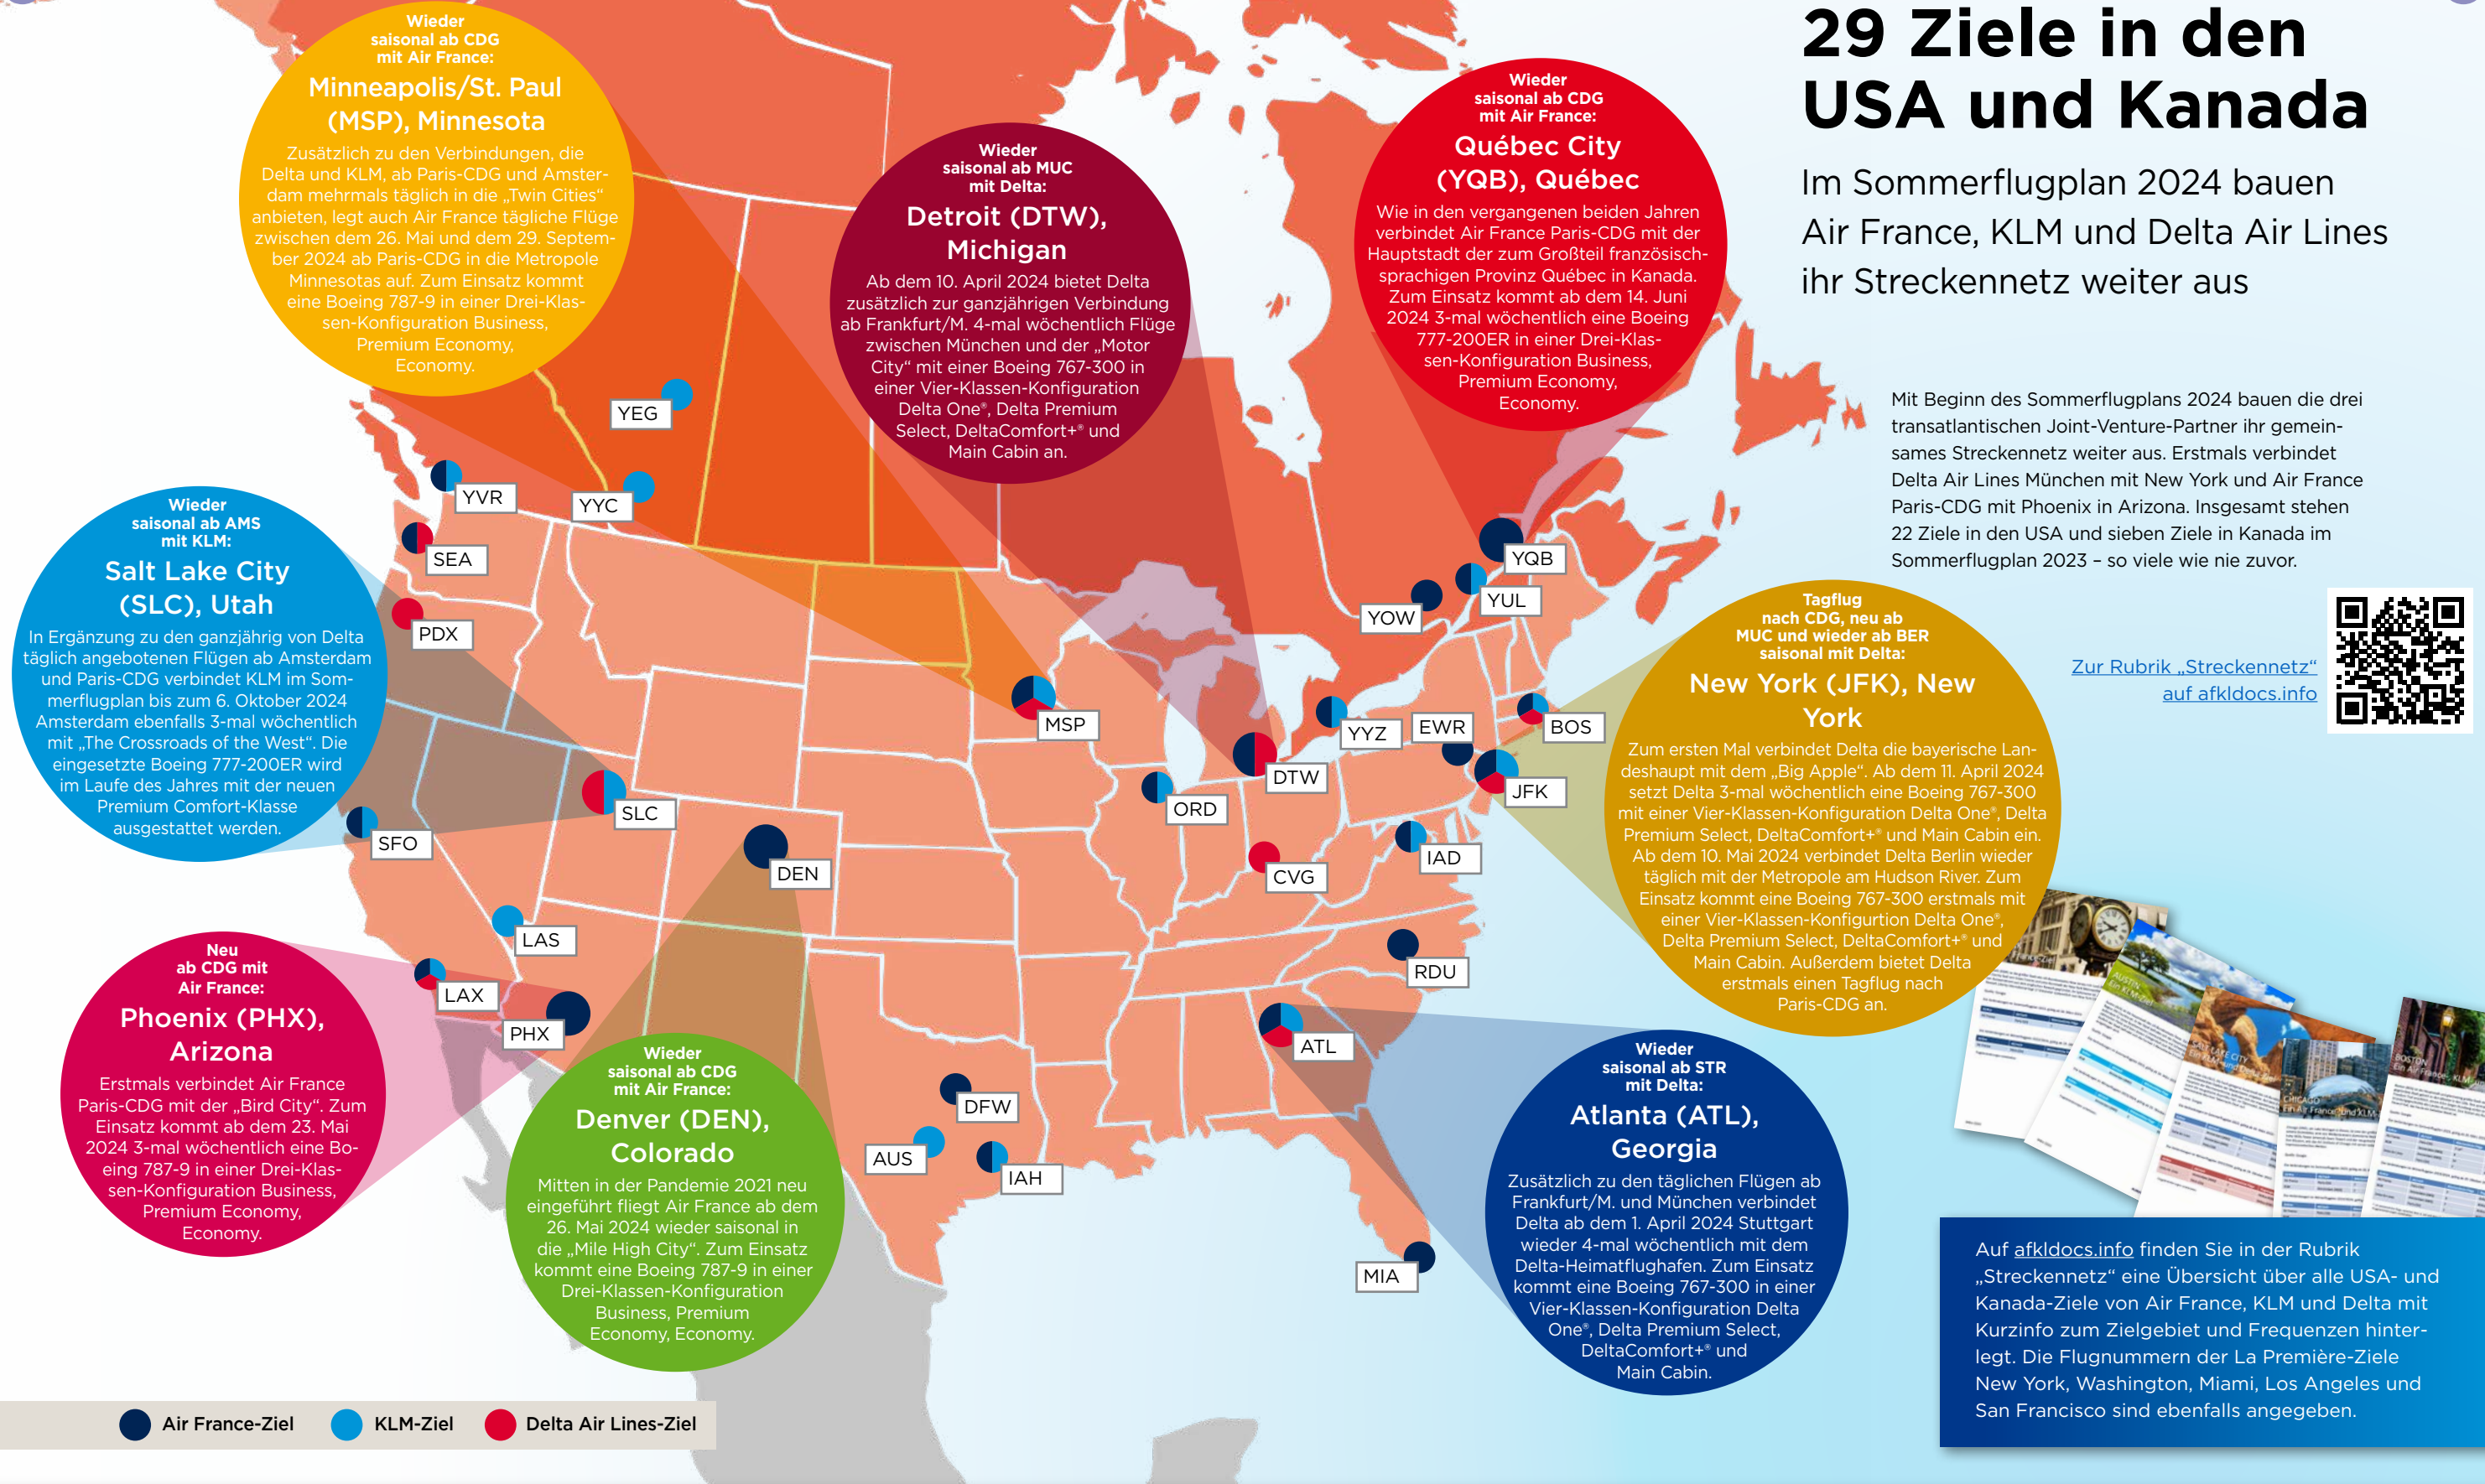 29 Ziele in den
USA und Kanada
Im Sommerflugplan 2024 bauen
Air France, KLM und Delta Air Lines
ihr Streckennetz weiter aus
Mit Beginn des Sommerflugplans 2024 bauen die drei
transatlantischen Joint-Venture-Partner ihr gemein-
sames Streckennetz weiter aus. Erstmals verbindet
Delta Air Lines München mit New York und Air France
Paris-CDG mit Phoenix in Arizona. Insgesamt stehen
22 Ziele in den USA und sieben Ziele in Kanada im
Sommerflugplan 2023 – so viele wie nie zuvor.
Zur Rubrik „Streckennetz“
auf afkldocs.info
Wieder
saisonal ab CDG
mit Air France:
Minneapolis/St. Paul
(MSP), Minnesota
Zusätzlich zu den Verbindungen, die
Delta und KLM, ab Paris-CDG und Amster-
dam mehrmals täglich in die „Twin Cities“
anbieten, legt auch Air France tägliche Flüge
zwischen dem 26. Mai und dem 29. Septem-
ber 2024 ab Paris-CDG in die Metropole
Minnesotas auf. Zum Einsatz kommt
eine Boeing 787-9 in einer Drei-Klas-
sen-Konfiguration Business,
Premium Economy,
Economy.
Wieder
saisonal ab MUC
mit Delta:
Detroit (DTW),
Michigan
Ab dem 10. April 2024 bietet Delta
zusätzlich zur ganzjährigen Verbindung
ab Frankfurt/M. 4-mal wöchentlich Flüge
zwischen München und der „Motor
City“ mit einer Boeing 767-300 in
einer Vier-Klassen-Konfiguration
Delta One®, Delta Premium
Select, DeltaComfort+® und
Main Cabin an.
Wieder
saisonal ab CDG
mit Air France:
Québec City
(YQB), Québec
Wie in den vergangenen beiden Jahren
verbindet Air France Paris-CDG mit der
Hauptstadt der zum Großteil französisch-
sprachigen Provinz Québec in Kanada.
Zum Einsatz kommt ab dem 14. Juni
2024 3-mal wöchentlich eine Boeing
777-200ER in einer Drei-Klas-
sen-Konfiguration Business,
Premium Economy,
Economy.
Wieder
saisonal ab AMS
mit KLM:
Salt Lake City
(SLC), Utah
In Ergänzung zu den ganzjährig von Delta
täglich angebotenen Flügen ab Amsterdam
und Paris-CDG verbindet KLM im Som-
merflugplan bis zum 6. Oktober 2024
Amsterdam ebenfalls 3-mal wöchentlich
mit „The Crossroads of the West“. Die
eingesetzte Boeing 777-200ER wird
im Laufe des Jahres mit der neuen
Premium Comfort-Klasse
ausgestattet werden.
Tagflug
nach CDG, neu ab
MUC und wieder ab BER
saisonal mit Delta:
New York (JFK), New
York
Zum ersten Mal verbindet Delta die bayerische Lan-
deshaupt mit dem „Big Apple“. Ab dem 11. April 2024
setzt Delta 3-mal wöchentlich eine Boeing 767-300
mit einer Vier-Klassen-Konfiguration Delta One®, Delta
Premium Select, DeltaComfort+® und Main Cabin ein.
Ab dem 10. Mai 2024 verbindet Delta Berlin wieder
täglich mit der Metropole am Hudson River. Zum
Einsatz kommt eine Boeing 767-300 erstmals mit
einer Vier-Klassen-Konfigurtion Delta One®,
Delta Premium Select, DeltaComfort+® und
Main Cabin. Außerdem bietet Delta
erstmals einen Tagflug nach
Paris-CDG an.
Neu
ab CDG mit
Air France:
Phoenix (PHX),
Arizona
Erstmals verbindet Air France
Paris-CDG mit der „Bird City“. Zum
Einsatz kommt ab dem 23. Mai
2024 3-mal wöchentlich eine Bo-
eing 787-9 in einer Drei-Klas-
sen-Konfiguration Business,
Premium Economy,
Economy.
Wieder
saisonal ab CDG
mit Air France:
Denver (DEN),
Colorado
Mitten in der Pandemie 2021 neu
eingeführt fliegt Air France ab dem
26. Mai 2024 wieder saisonal in
die „Mile High City“. Zum Einsatz
kommt eine Boeing 787-9 in einer
Drei-Klassen-Konfiguration
Business, Premium
Economy, Economy.
Wieder
saisonal ab STR
mit Delta:
Atlanta (ATL),
Georgia
Zusätzlich zu den täglichen Flügen ab
Frankfurt/M. und München verbindet
Delta ab dem 1. April 2024 Stuttgart
wieder 4-mal wöchentlich mit dem
Delta-Heimatflughafen. Zum Einsatz
kommt eine Boeing 767-300 in einer
Vier-Klassen-Konfiguration Delta
One®, Delta Premium Select,
DeltaComfort+® und
Main Cabin.
YEG
YVR
YYC
SEA
PDX
YQB
YUL
YOW
MSP
YYZ
EWR
BOS
DTW
JFK
ORD
SLC
SFO
DEN
IAD
CVG
LAS
RDU
LAX
PHX
ATL
DFW
AUS
IAH
MIA
AUSTIN
Ein KLM-Ziel
SALT LAKE CITY
CHICAGO
Ein Air France- und KLM-
BOSTON
Ein Air France-, KLM-
Auf afkldocs.info finden Sie in der Rubrik
„Streckennetz“ eine Übersicht über alle USA- und
Kanada-Ziele von Air France, KLM und Delta mit
Kurzinfo zum Zielgebiet und Frequenzen hinter-
legt. Die Flugnummern der La Première-Ziele
New York, Washington, Miami, Los Angeles und
San Francisco sind ebenfalls angegeben.
Air France-Ziel
KLM-Ziel
Delta Air Lines-Ziel